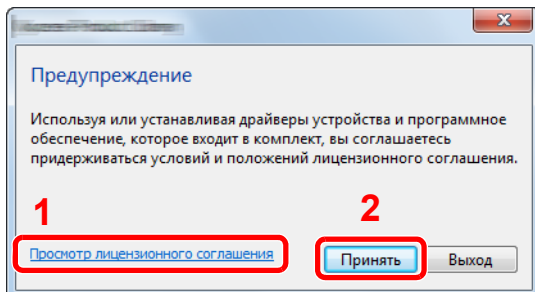 Предупреждение
Используя или устанавливая драйверы устройства и программное
обеспечение, которое входит в комплект, вы соглашаетесь
придерживаться условий и положений лицензионного соглашения.
1
2
Просмотр лицензионного соглашения
Принять
Выход